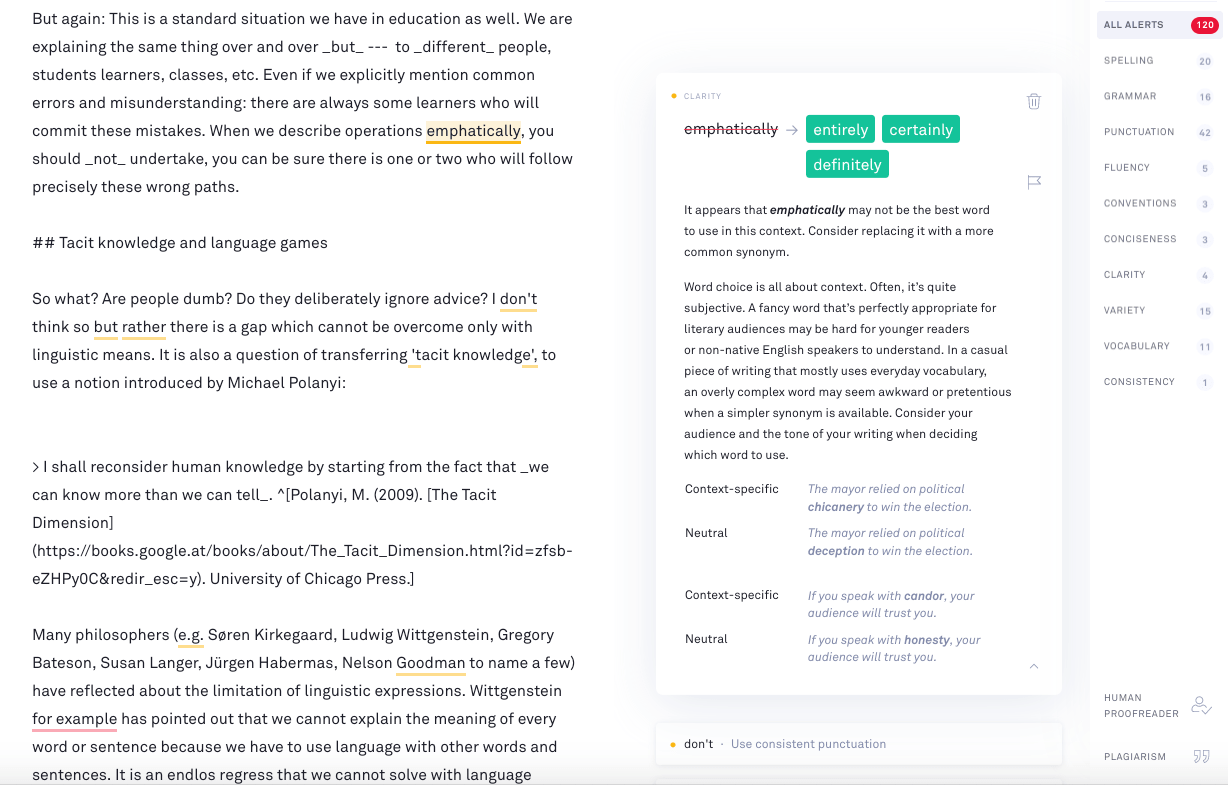 But again: This is a standard situation we have in education as well. We are
explaining the same thing over and over _but_ ---  to _different_ people,
students learners, classes, etc. Even if we explicitly mention common
errors and misunderstanding: there are always some learners who will
commit these mistakes. When we describe operations emphatically, you
should _not_ undertake, you can be sure there is one or two who will follow
precisely these wrong paths.
## Tacit knowledge and language games
So what? Are people dumb? Do they deliberately ignore advice? I don't
think so but rather there is a gap which cannot be overcome only with
linguistic means. It is also a question of transferring 'tacit knowledge', to
use a notion introduced by Michael Polanyi:
> I shall reconsider human knowledge by starting from the fact that _we
can know more than we can tell_. ^[Polanyi, M. (2009). [The Tacit
Dimension]
(https://books.google.at/books/about/The_Tacit_Dimension.html?id=zfsb-
eZHPy0C&redir_esc=y). University of Chicago Press.]
Many philosophers (e.g. Søren Kirkegaard, Ludwig Wittgenstein, Gregory
Bateson, Susan Langer, Jürgen Habermas, Nelson Goodman to name a few)
have reflected about the limitation of linguistic expressions. Wittgenstein
for example has pointed out that we cannot explain the meaning of every
word or sentence because we have to use language with other words and
sentences. It is an endlos regress that we cannot solve with language
CLARITY
emphatically → entirely certainly
definitely
It appears that emphatically may not be the best word
to use in this context. Consider replacing it with a more
common synonym.
Word choice is all about context. Often, it's quite
subjective. A fancy word that's perfectly appropriate for
literary audiences may be hard for younger readers
or non-native English speakers to understand. In a casual
piece of writing that mostly uses everyday vocabulary,
an overly complex word may seem awkward or pretentious
when a simpler synonym is available. Consider your
audience and the tone of your writing when deciding
which word to use.
Context-specific The mayor relied on political
chicanery to win the election.
Neutral The mayor relied on political
deception to win the election.
Context-specific If you speak with candor, your
audience will trust you.
Neutral If you speak with honesty, your
audience will trust you.
don't · Use consistent punctuation
ALL ALERTS 120
SPELLING 20
GRAMMAR 16
PUNCTUATION 42
FLUENCY 5
CONVENTIONS 3
CONCISENESS 3
CLARITY 4
VARIETY 15
VOCABULARY 11
CONSISTENCY 1
HUMAN
PROOFREADER
PLAGIARISM